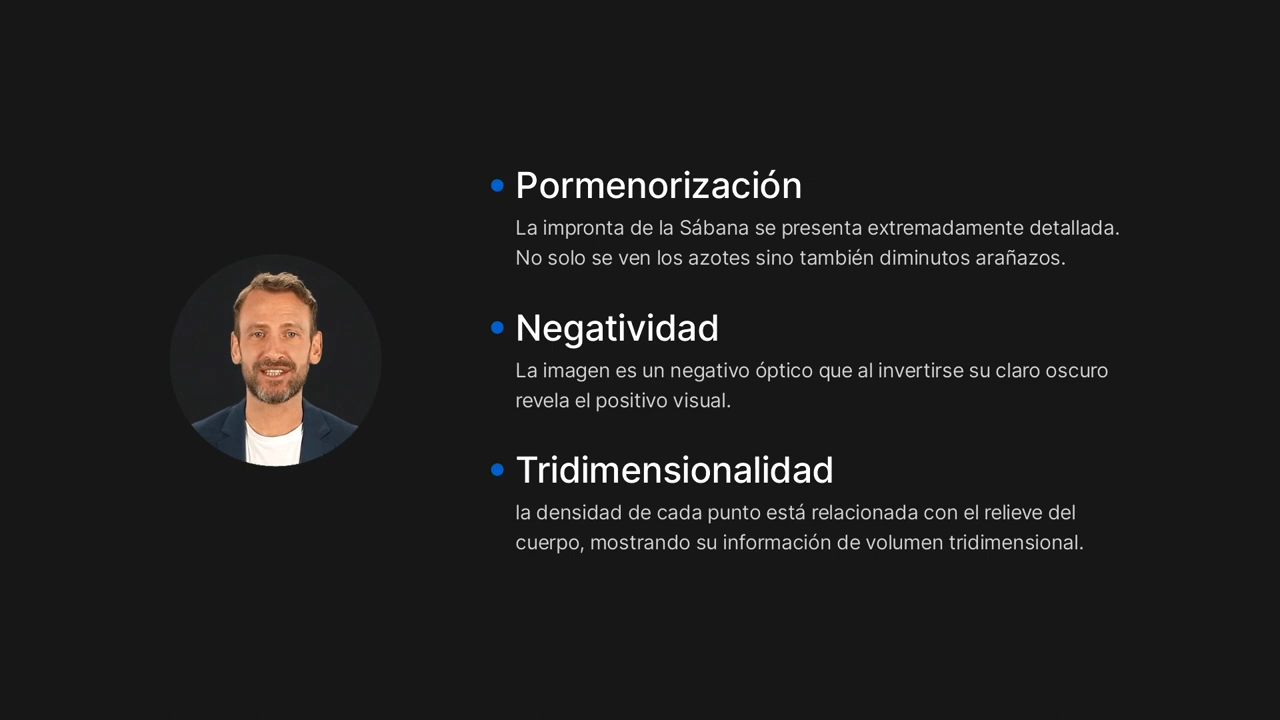 Pormenorización
La impronta de la Sábana se presenta extremadamente detallada.
No solo se ven los azotes sino también diminutos arañazos.
Negatividad
La imagen es un negativo óptico que al invertirse su claro oscuro
revela el positivo visual.
Tridimensionalidad
la densidad de cada punto está relacionada con el relieve del
cuerpo, mostrando su información de volumen tridimensional.